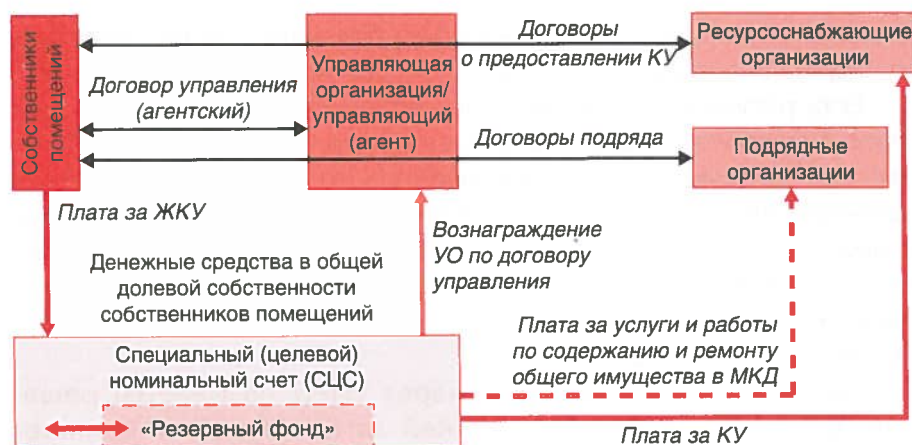 Собственники
помещений
Договор управления
(агентский)
Управляющая
организация/
управляющий
(агент)
Договоры
о предоставлении КУ
Ресурсоснабжающие
организации
Договоры подряда
Подрядные
организации
Плата за ЖКУ
Вознаграждение
УО по договору
управления
Денежные средства в общей
долевой собственности
собственников помещений
Плата за услуги и работы
по содержанию и ремонту
общего имущества в МКД
Специальный (целевой)
номинальный счет (СЦС)
«Резервный фонд»
Плата за КУ